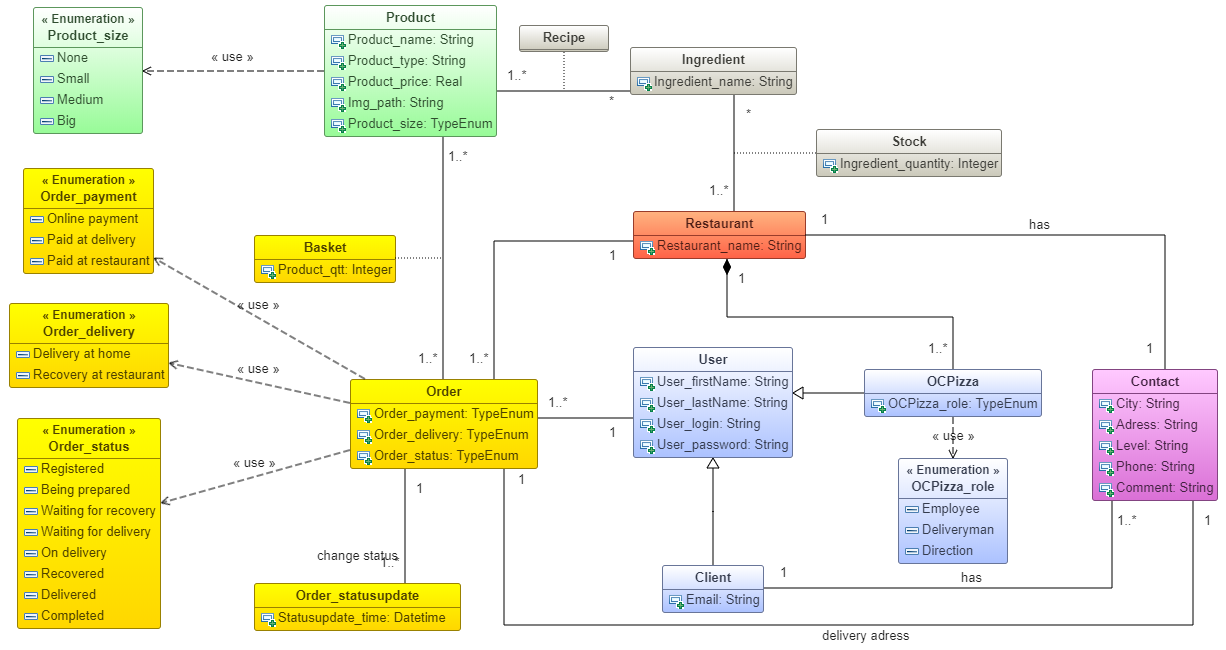 « Enumeration »
Product_size
None
Small
Medium
Big
« use »
Product
Product_name: String
Product_type: String
Product_price: Real
Img_path: String
Product_size: TypeEnum
1..*
Recipe
*
Ingredient
Ingredient_name: String
*
Stock
Ingredient_quantity: Integer
1..*
1..*
« Enumeration »
Order_payment
Online payment
Paid at delivery
Paid at restaurant
« use »
Basket
Product_qtt: Integer
Restaurant
Restaurant_name: String
1
1
has
1
1
« Enumeration »
Order_delivery
Delivery at home
Recovery at restaurant
« use »
1..*
1..*
1..*
User
User_firstName: String
User_lastName: String
User_login: String
User_password: String
OCPizza
OCPizza_role: TypeEnum
« use »
« Enumeration »
OCPizza_role
Employee
Deliveryman
Direction
Contact
City: String
Adress: String
Level: String
Phone: String
Comment: String
Order
Order_payment: TypeEnum
Order_delivery: TypeEnum
Order_status: TypeEnum
1..*
1
« Enumeration »
Order_status
Registered
Being prepared
Waiting for recovery
Waiting for delivery
On delivery
Recovered
Delivered
Completed
« use »
1
1
change status
1..*
Order_statusupdate
Statusupdate_time: Datetime
Client
Email: String
1
has
1..*
1
delivery adress